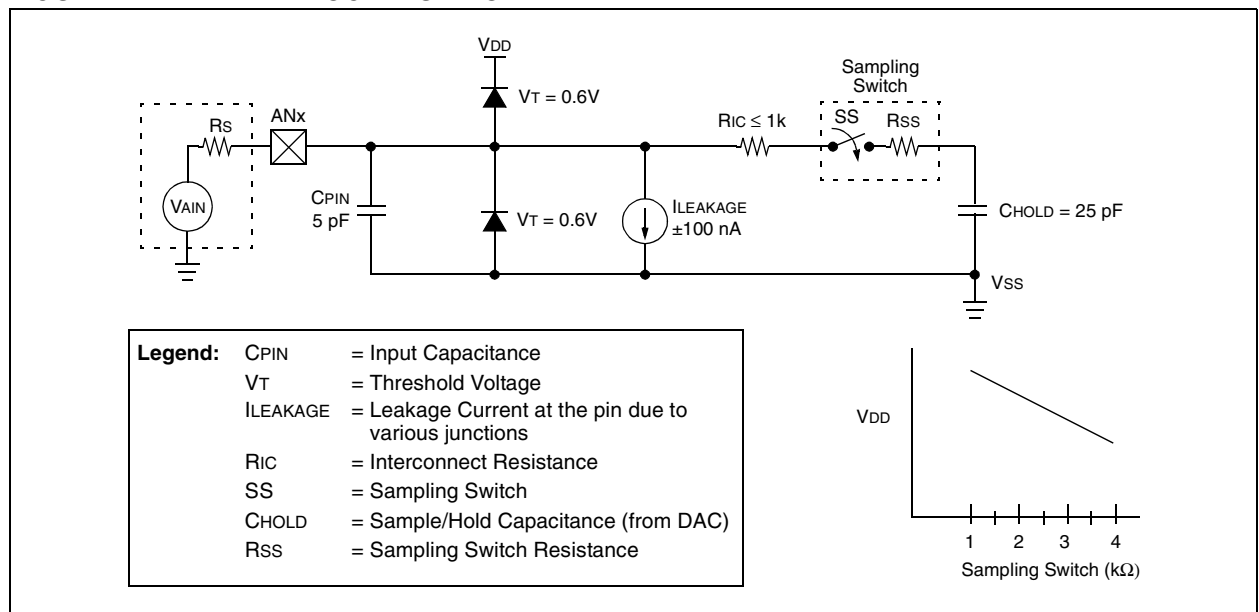 VDD
Sampling
Switch
VT = 0.6V
RS
ANx
RIC ≤ 1k
SS
RSS
VAIN
CPIN
5 pF
VT = 0.6V
ILEAKAGE
±100 nA
CHOLD = 25 pF
VSS
Legend: CPIN = Input Capacitance
VT = Threshold Voltage
ILEAKAGE = Leakage Current at the pin due to
various junctions
RIC = Interconnect Resistance
SS = Sampling Switch
CHOLD = Sample/Hold Capacitance (from DAC)
RSS = Sampling Switch Resistance
VDD
1 2 3 4
Sampling Switch (kΩ)